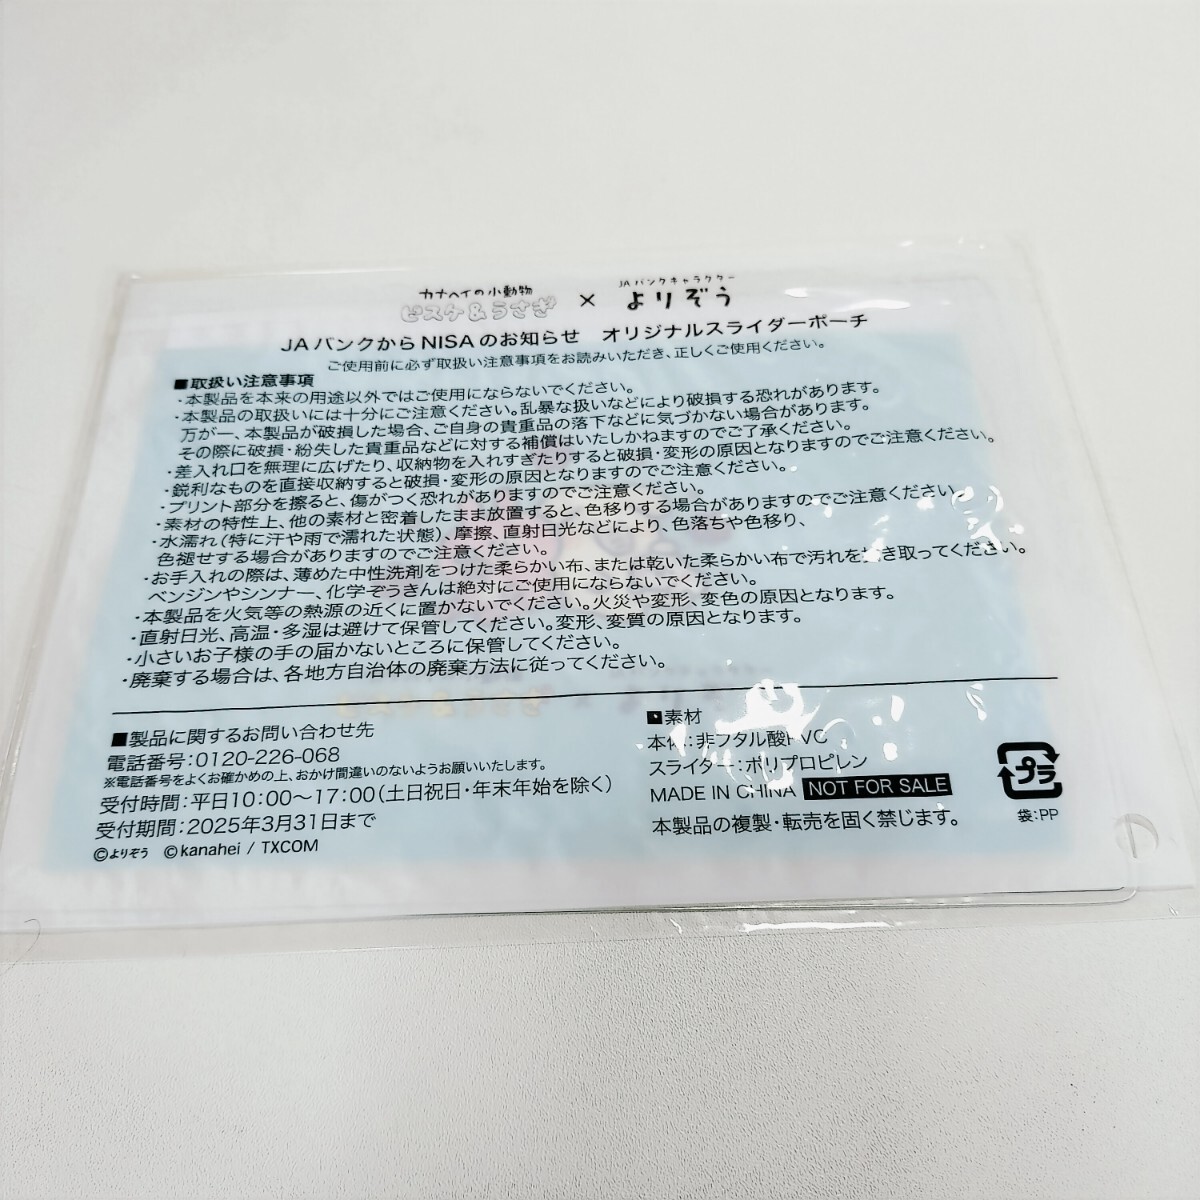 カナヘイの小動物
ピスケ&うさぎ
×
JAバンクキャラクター
よりぞう
JAバンクからNISAのお知らせ オリジナルスライダーポーチ
ご使用前に必ず取扱い注意事項をお読みいただき、正しくご使用ください。
■取扱い注意事項
・本製品を本来の用途以外ではご使用にならないでください。
・本製品の取扱いには十分にご注意ください。乱暴な扱いなどにより破損する恐れがあります。
万が一、本製品が破損した場合、ご自身の貴重品の落下などに気づかない場合があります。
その際に破損・紛失した貴重品などに対する補償はいたしかねますのでご了承ください。
・差入れ口を無理に広げたり、収納物を入れすぎたりすると破損・変形の原因となりますのでご注意ください。
・鋭利なものを直接収納すると破損・変形の原因となりますのでご注意ください。
・プリント部分を擦ると、傷がつく恐れがありますのでご注意ください。
・素材の特性上、他の素材と密着したまま放置すると、色移りする場合がありますのでご注意ください。
・水濡れ（特に汗や雨で濡れた状態）、摩擦、直射日光などにより、色落ちや色移り、
色褪せする場合がありますのでご注意ください。
・お手入れの際は、薄めた中性洗剤をつけた柔らかい布、または乾いた柔らかい布で汚れを拭き取ってください。
ベンジンやシンナー、化学ぞうきんは絶対にご使用にならないでください。
・本製品を火気等の熱源の近くに置かないでください。火災や変形、変色の原因となります。
・直射日光、高温・多湿は避けて保管してください。変形、変質の原因となります。
・小さいお子様の手の届かないところに保管してください。
・廃棄する場合は、各地方自治体の廃棄方法に従ってください。
■製品に関するお問い合わせ先
電話番号：0120-226-068
※電話番号をよくお確かめの上、おかけ間違いのないようお願いいたします。
受付時間：平日10：00～17：00（土日祝日・年末年始を除く）
受付期間：2025年3月31日まで
©よりぞう ©kanahei / TXCOM
■素材
本体：非フタル酸PVC
スライダー：ポリプロピレン
MADE IN CHINA NOT FOR SALE
本製品の複製・転売を固く禁じます。
プラ
袋：PP